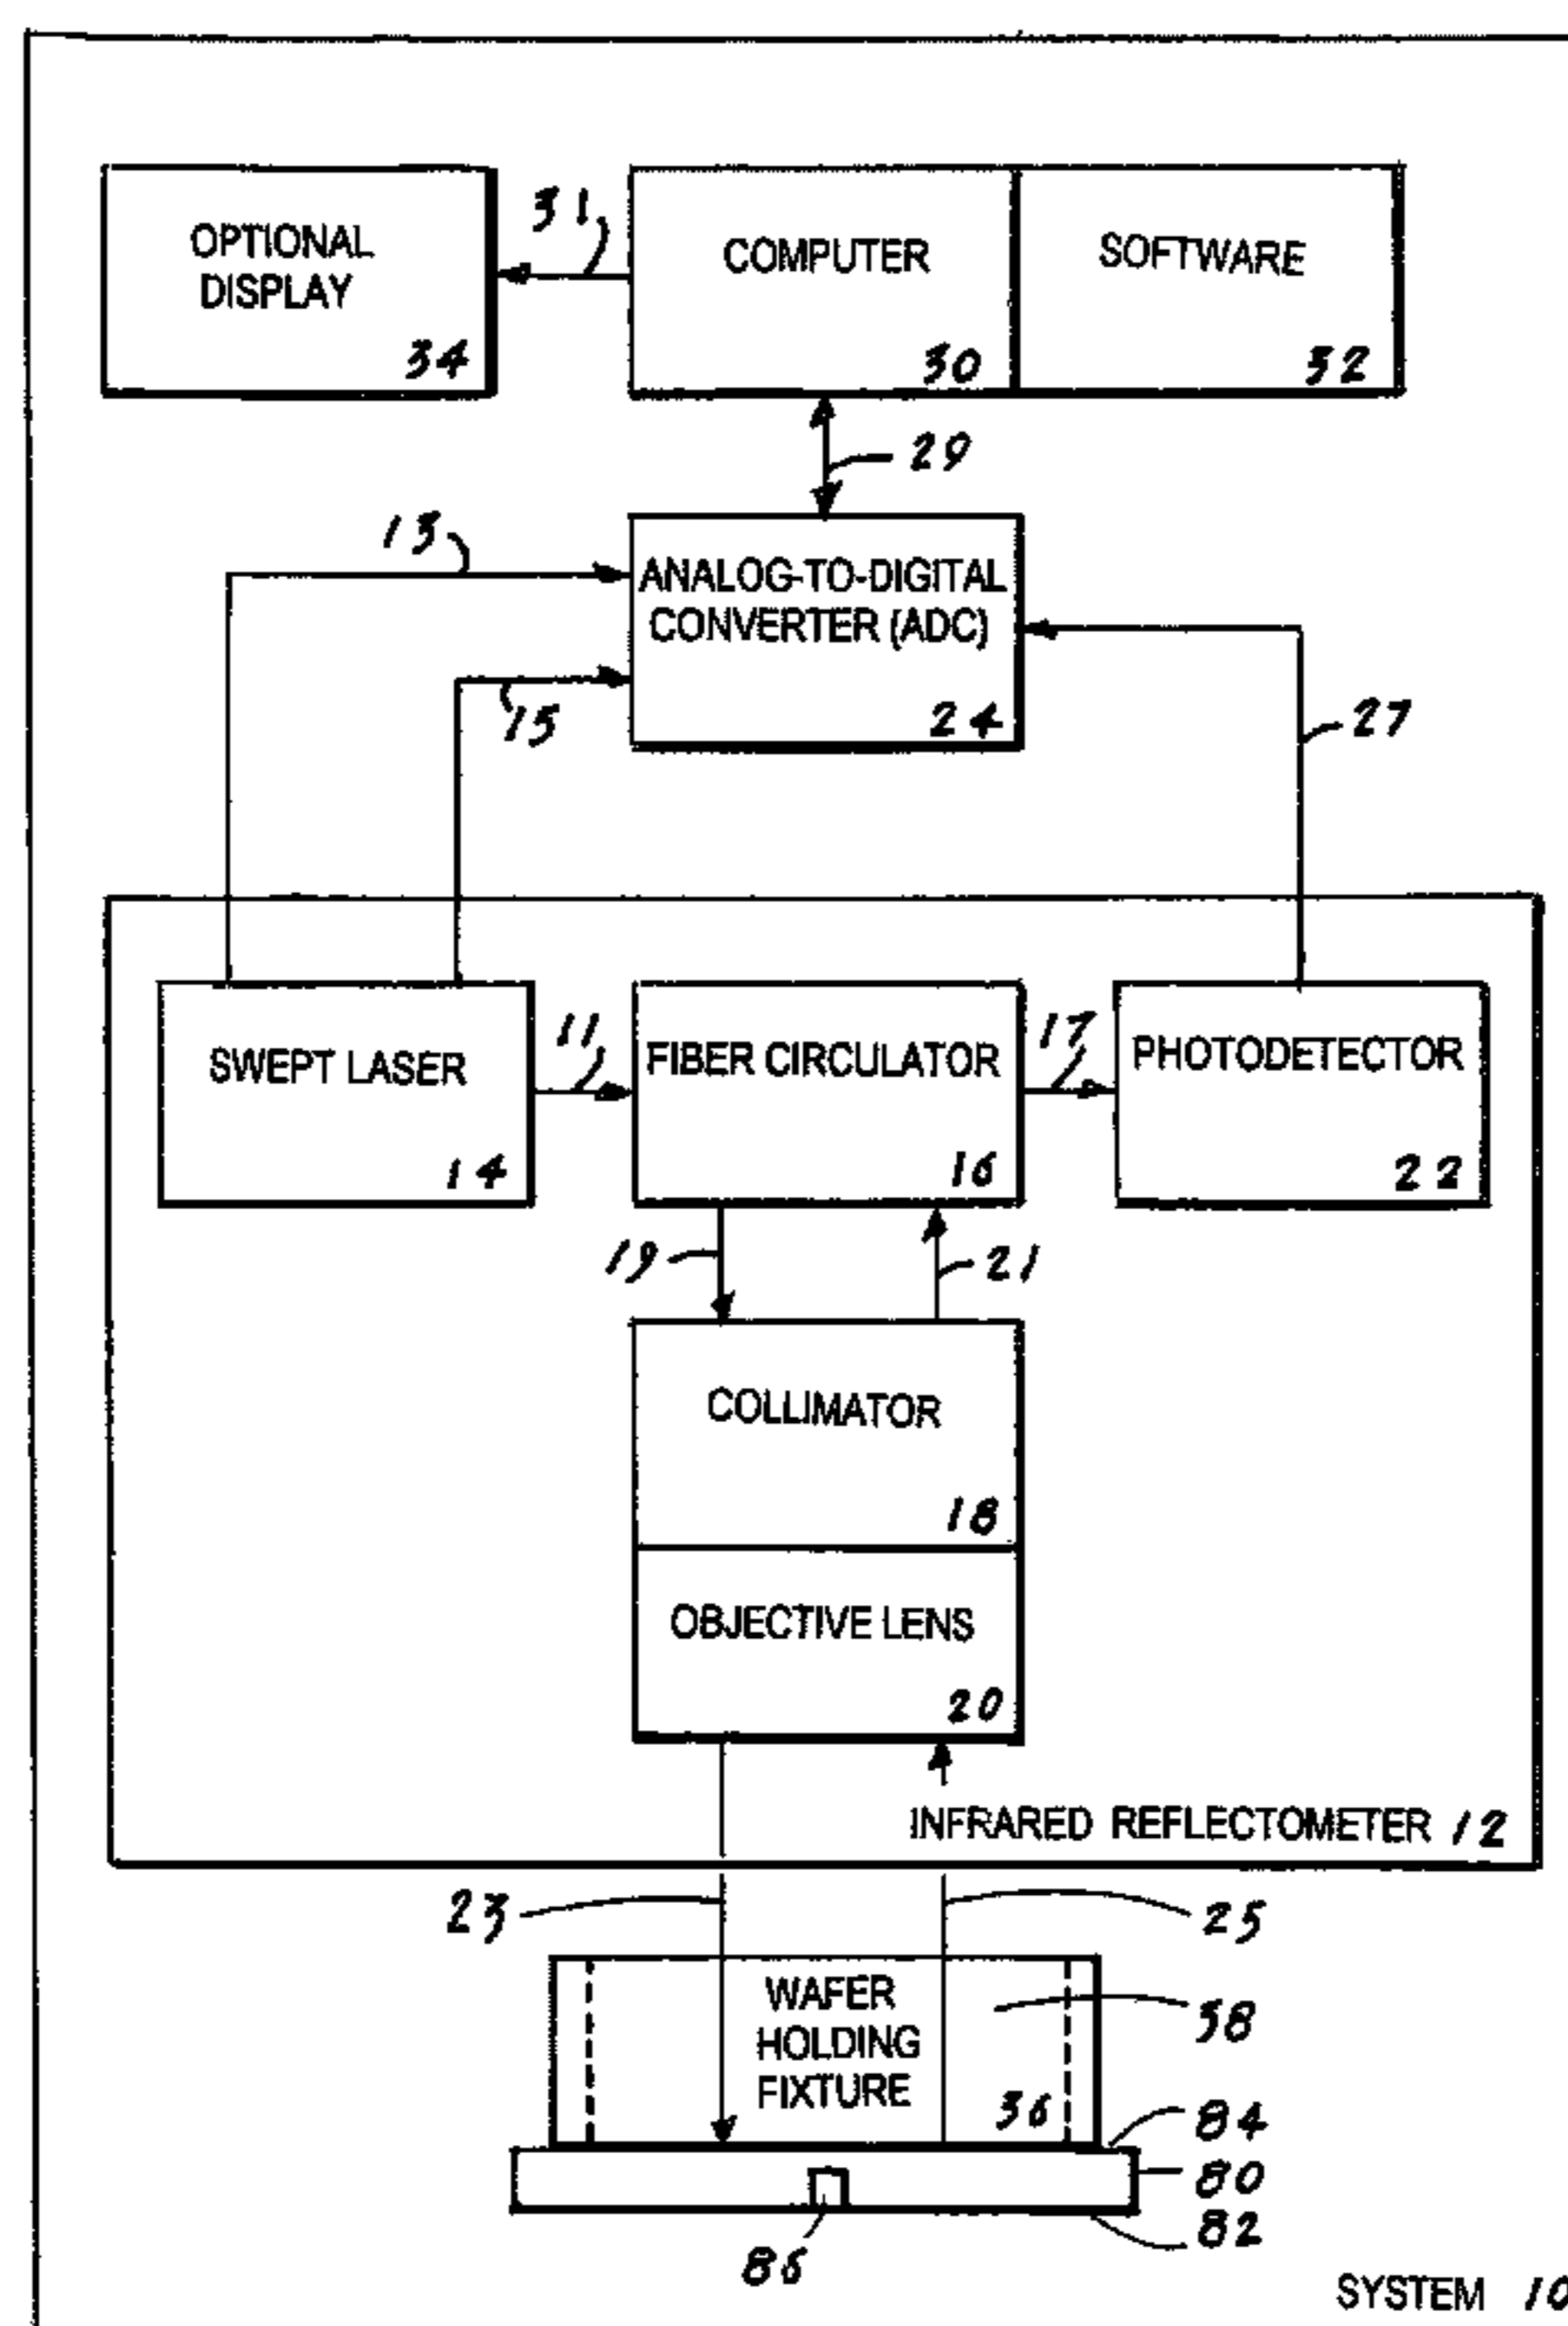 OPTIONAL
DISPLAY
34
31
COMPUTER
30
SOFTWARE
32
29
13
ANALOG-TO-DIGITAL
CONVERTER (ADC)
24
15
27
SWEPT LASER
14
11
FIBER CIRCULATOR
16
17
PHOTODETECTOR
22
19
21
COLLIMATOR
18
OBJECTIVE LENS
20
INFRARED REFLECTOMETER 12
23
25
WAFER
HOLDING
FIXTURE
36
38
84
80
82
86
SYSTEM 10